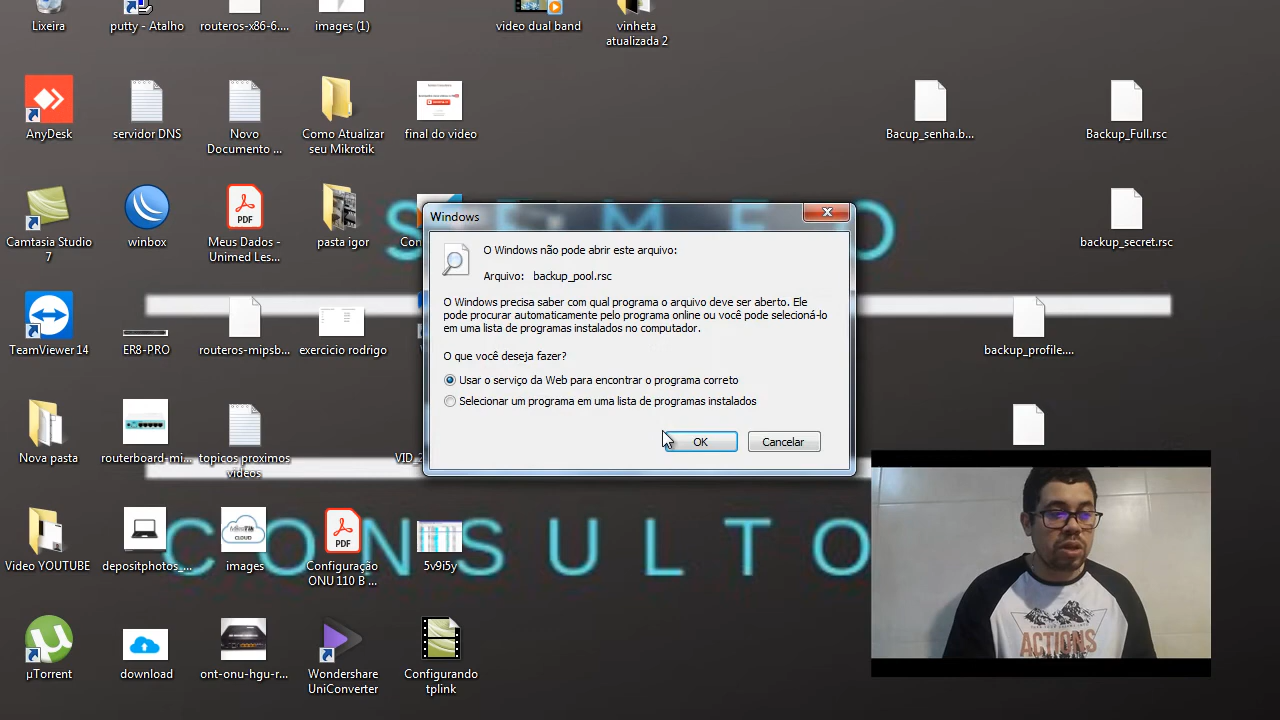 Lixeira
putty - Atalho
routeros-x86-6....
images (1)
video dual band
vinheta
atualizada 2
AnyDesk
servidor DNS
Novo
Documento ...
Como Atualizar
seu Mikrotik
final do video
Bacup_senha.b...
Backup_Full.rsc
Camtasia Studio
7
winbox
PDF
Meus Dados -
Unimed Les...
pasta igor
backup_secret.rsc
TeamViewer 14
ER8-PRO
routeros-mipsb...
exercicio rodrigo
backup_profile....
Nova pasta
routerboard-mi...
topicos proximos
videos
Video YOUTUBE
depositphotos_...
MikroTik
CLOUD
images
PDF
Configuração
ONU 110 B ...
5v9i5y
µTorrent
download
ont-onu-hgu-r...
Wondershare
UniConverter
Configurando
tplink
Windows
O Windows não pode abrir este arquivo:
Arquivo: backup_pool.rsc
O Windows precisa saber com qual programa o arquivo deve ser aberto. Ele
pode procurar automaticamente pelo programa online ou você pode selecioná-lo
em uma lista de programas instalados no computador.
O que você deseja fazer?
Usar o serviço da Web para encontrar o programa correto
Selecionar um programa em uma lista de programas instalados
OK
Cancelar
CONSULTO
ACTIONS